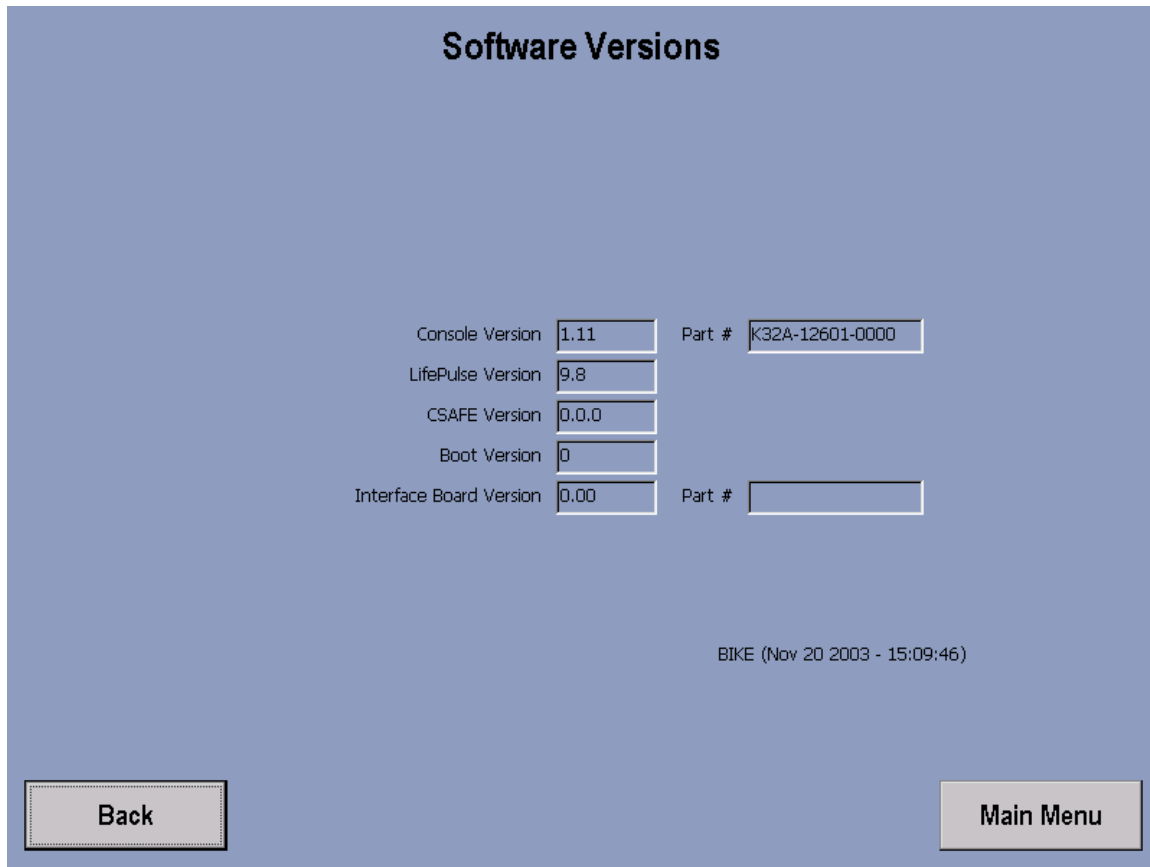 Software Versions
Console Version 1.11 Part # K32A-12601-0000
LifePulse Version 9.8
CSAFE Version 0.0.0
Boot Version 0
Interface Board Version 0.00 Part #
BIKE (Nov 20 2003 - 15:09:46)
Back Main Menu